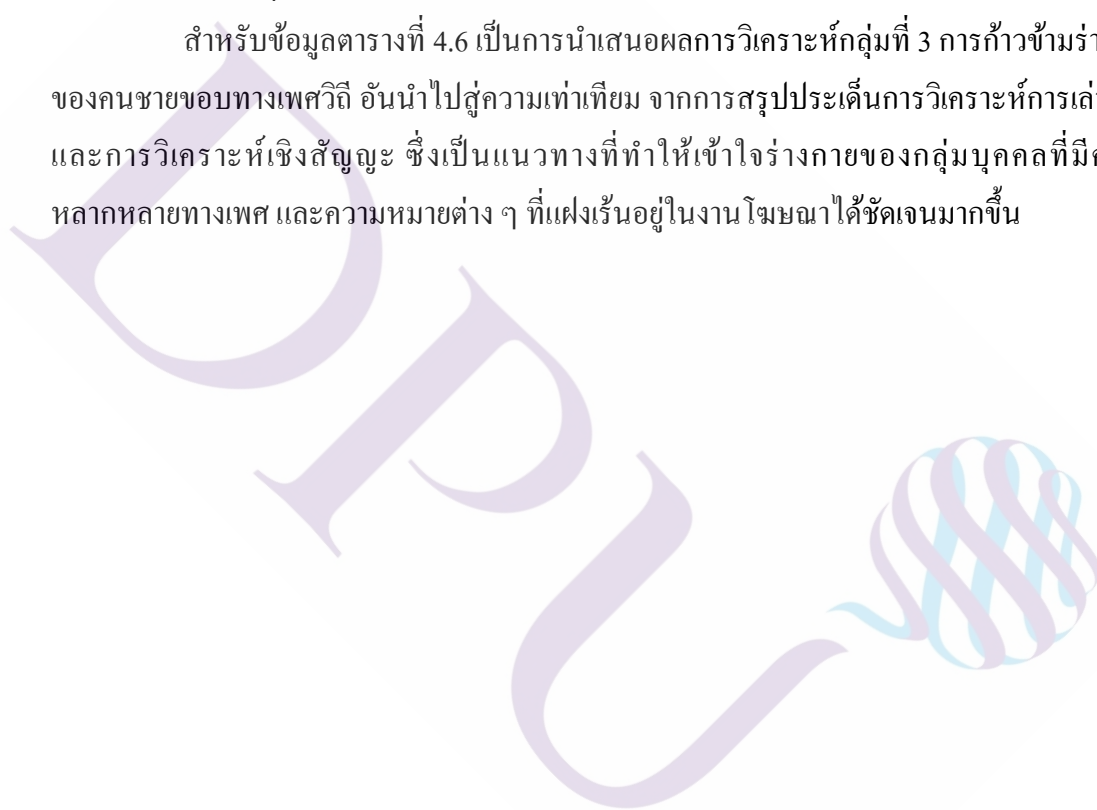 สำหรับข้อมูลตารางที่ 4.6 เป็นการนำเสนอผลการวิเคราะห์กลุ่มที่ 3 การก้าวข้ามร่า
ของคนชายขอบทางเพศวิถี อันนำไปสู่ความเท่าเทียม จากการสรุปประเด็นการวิเคราะห์การเล่า
และการวิเคราะห์เชิงสัญญะ ซึ่งเป็นแนวทางที่ทำให้เข้าใจร่างกายของกลุ่มบุคคลที่มี
หลากหลายทางเพศ และความหมายต่าง ๆ ที่แฝงเร้นอยู่ในงานโฆษณาได้ชัดเจนมากขึ้น
DPU